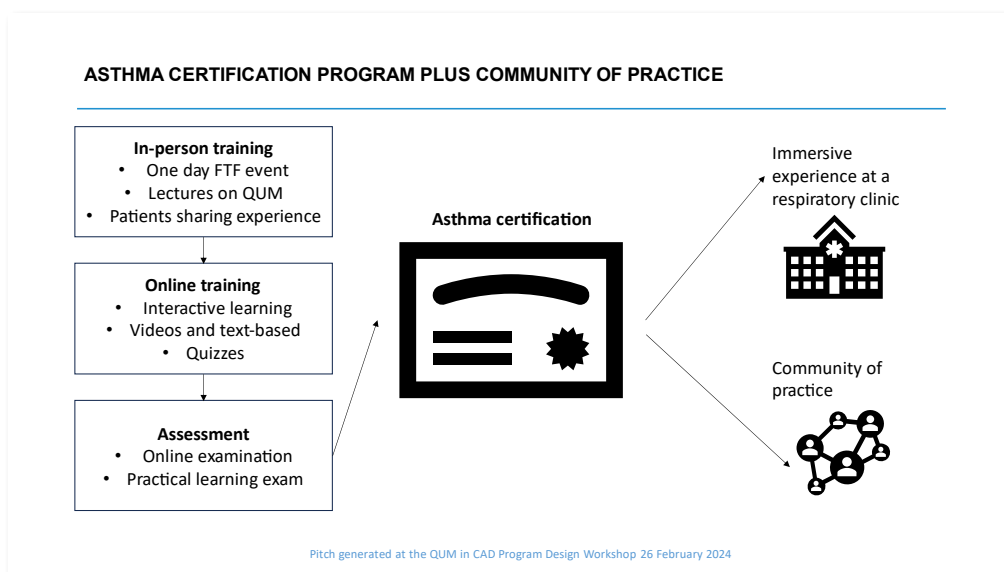 ASTHMA CERTIFICATION PROGRAM PLUS COMMUNITY OF PRACTICE
In-person training
• One day FTF event
• Lectures on QUM
• Patients sharing experience
Online training
• Interactive learning
• Videos and text-based
• Quizzes
Assessment
• Online examination
• Practical learning exam
Asthma certification
Immersive
experience at a
respiratory clinic
Community of
practice
Pitch generated at the QUM in CAD Program Design Workshop 26 February 2024